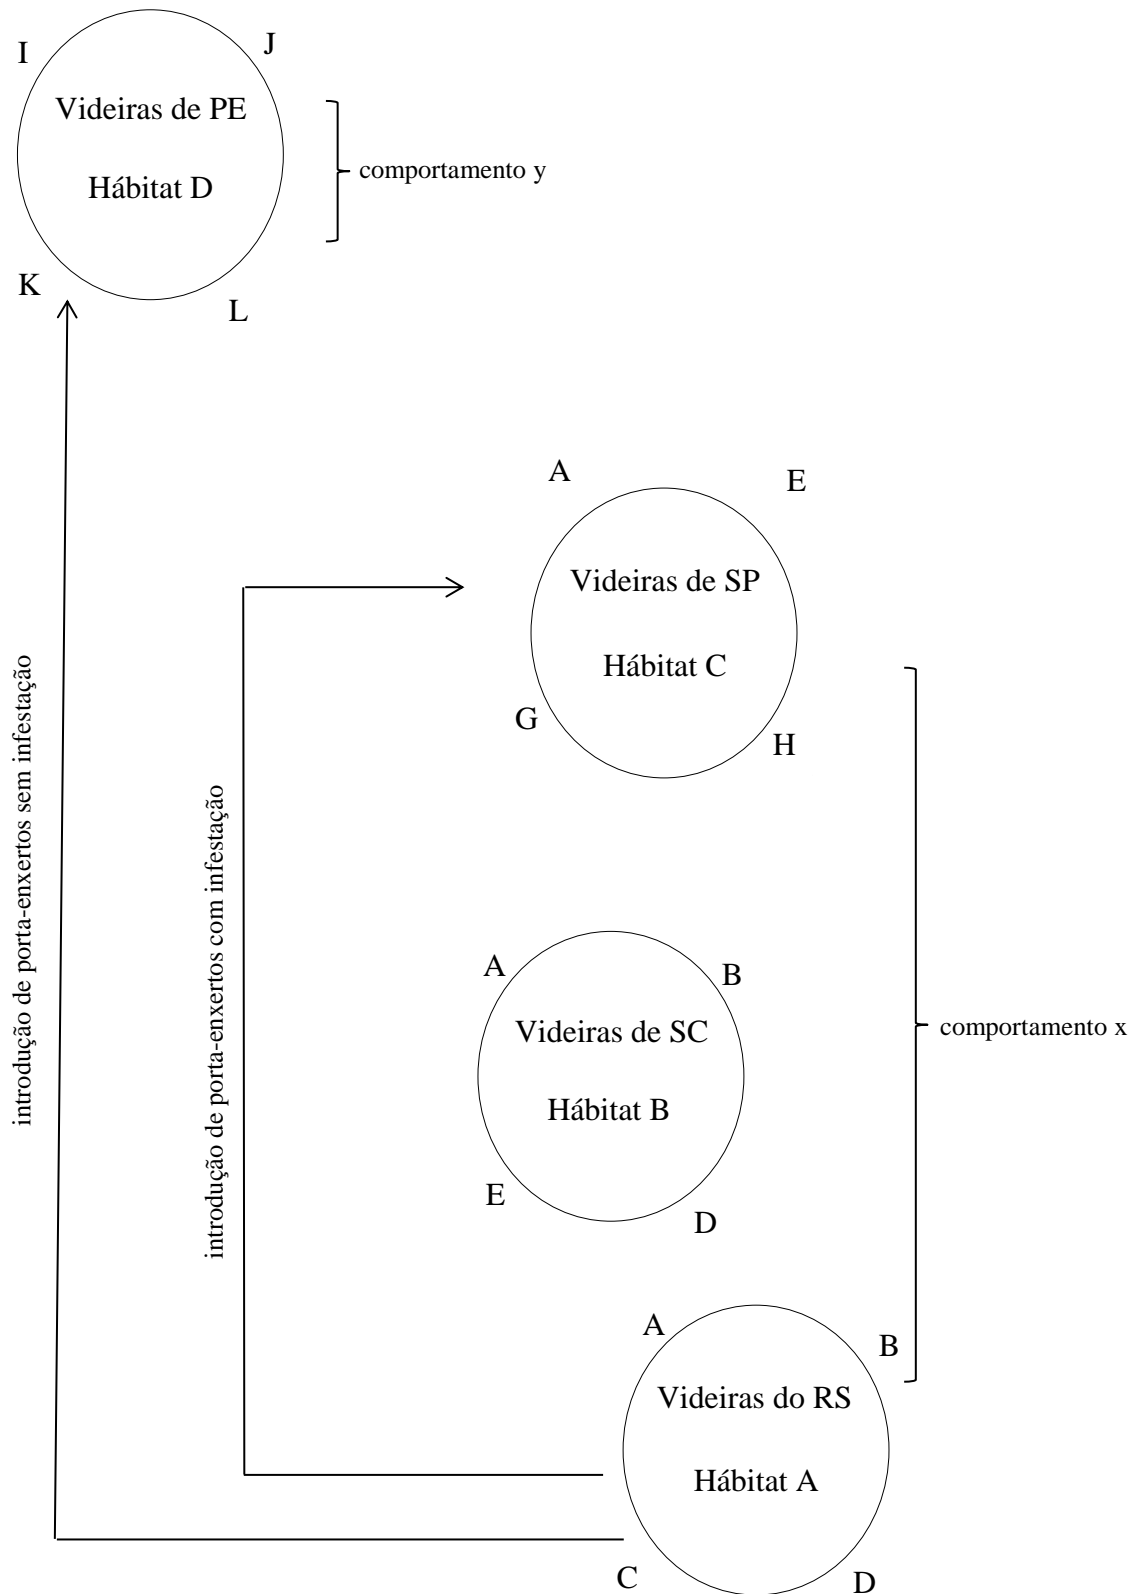 I
J
Videiras de PE
Hábitat D
comportamento y
K
L
introdução de porta-enxertos sem infestação
introdução de porta-enxertos com infestação
A
E
Videiras de SP
Hábitat C
G
H
A
B
Videiras de SC
Hábitat B
E
D
comportamento x
A
B
Videiras do RS
Hábitat A
C
D